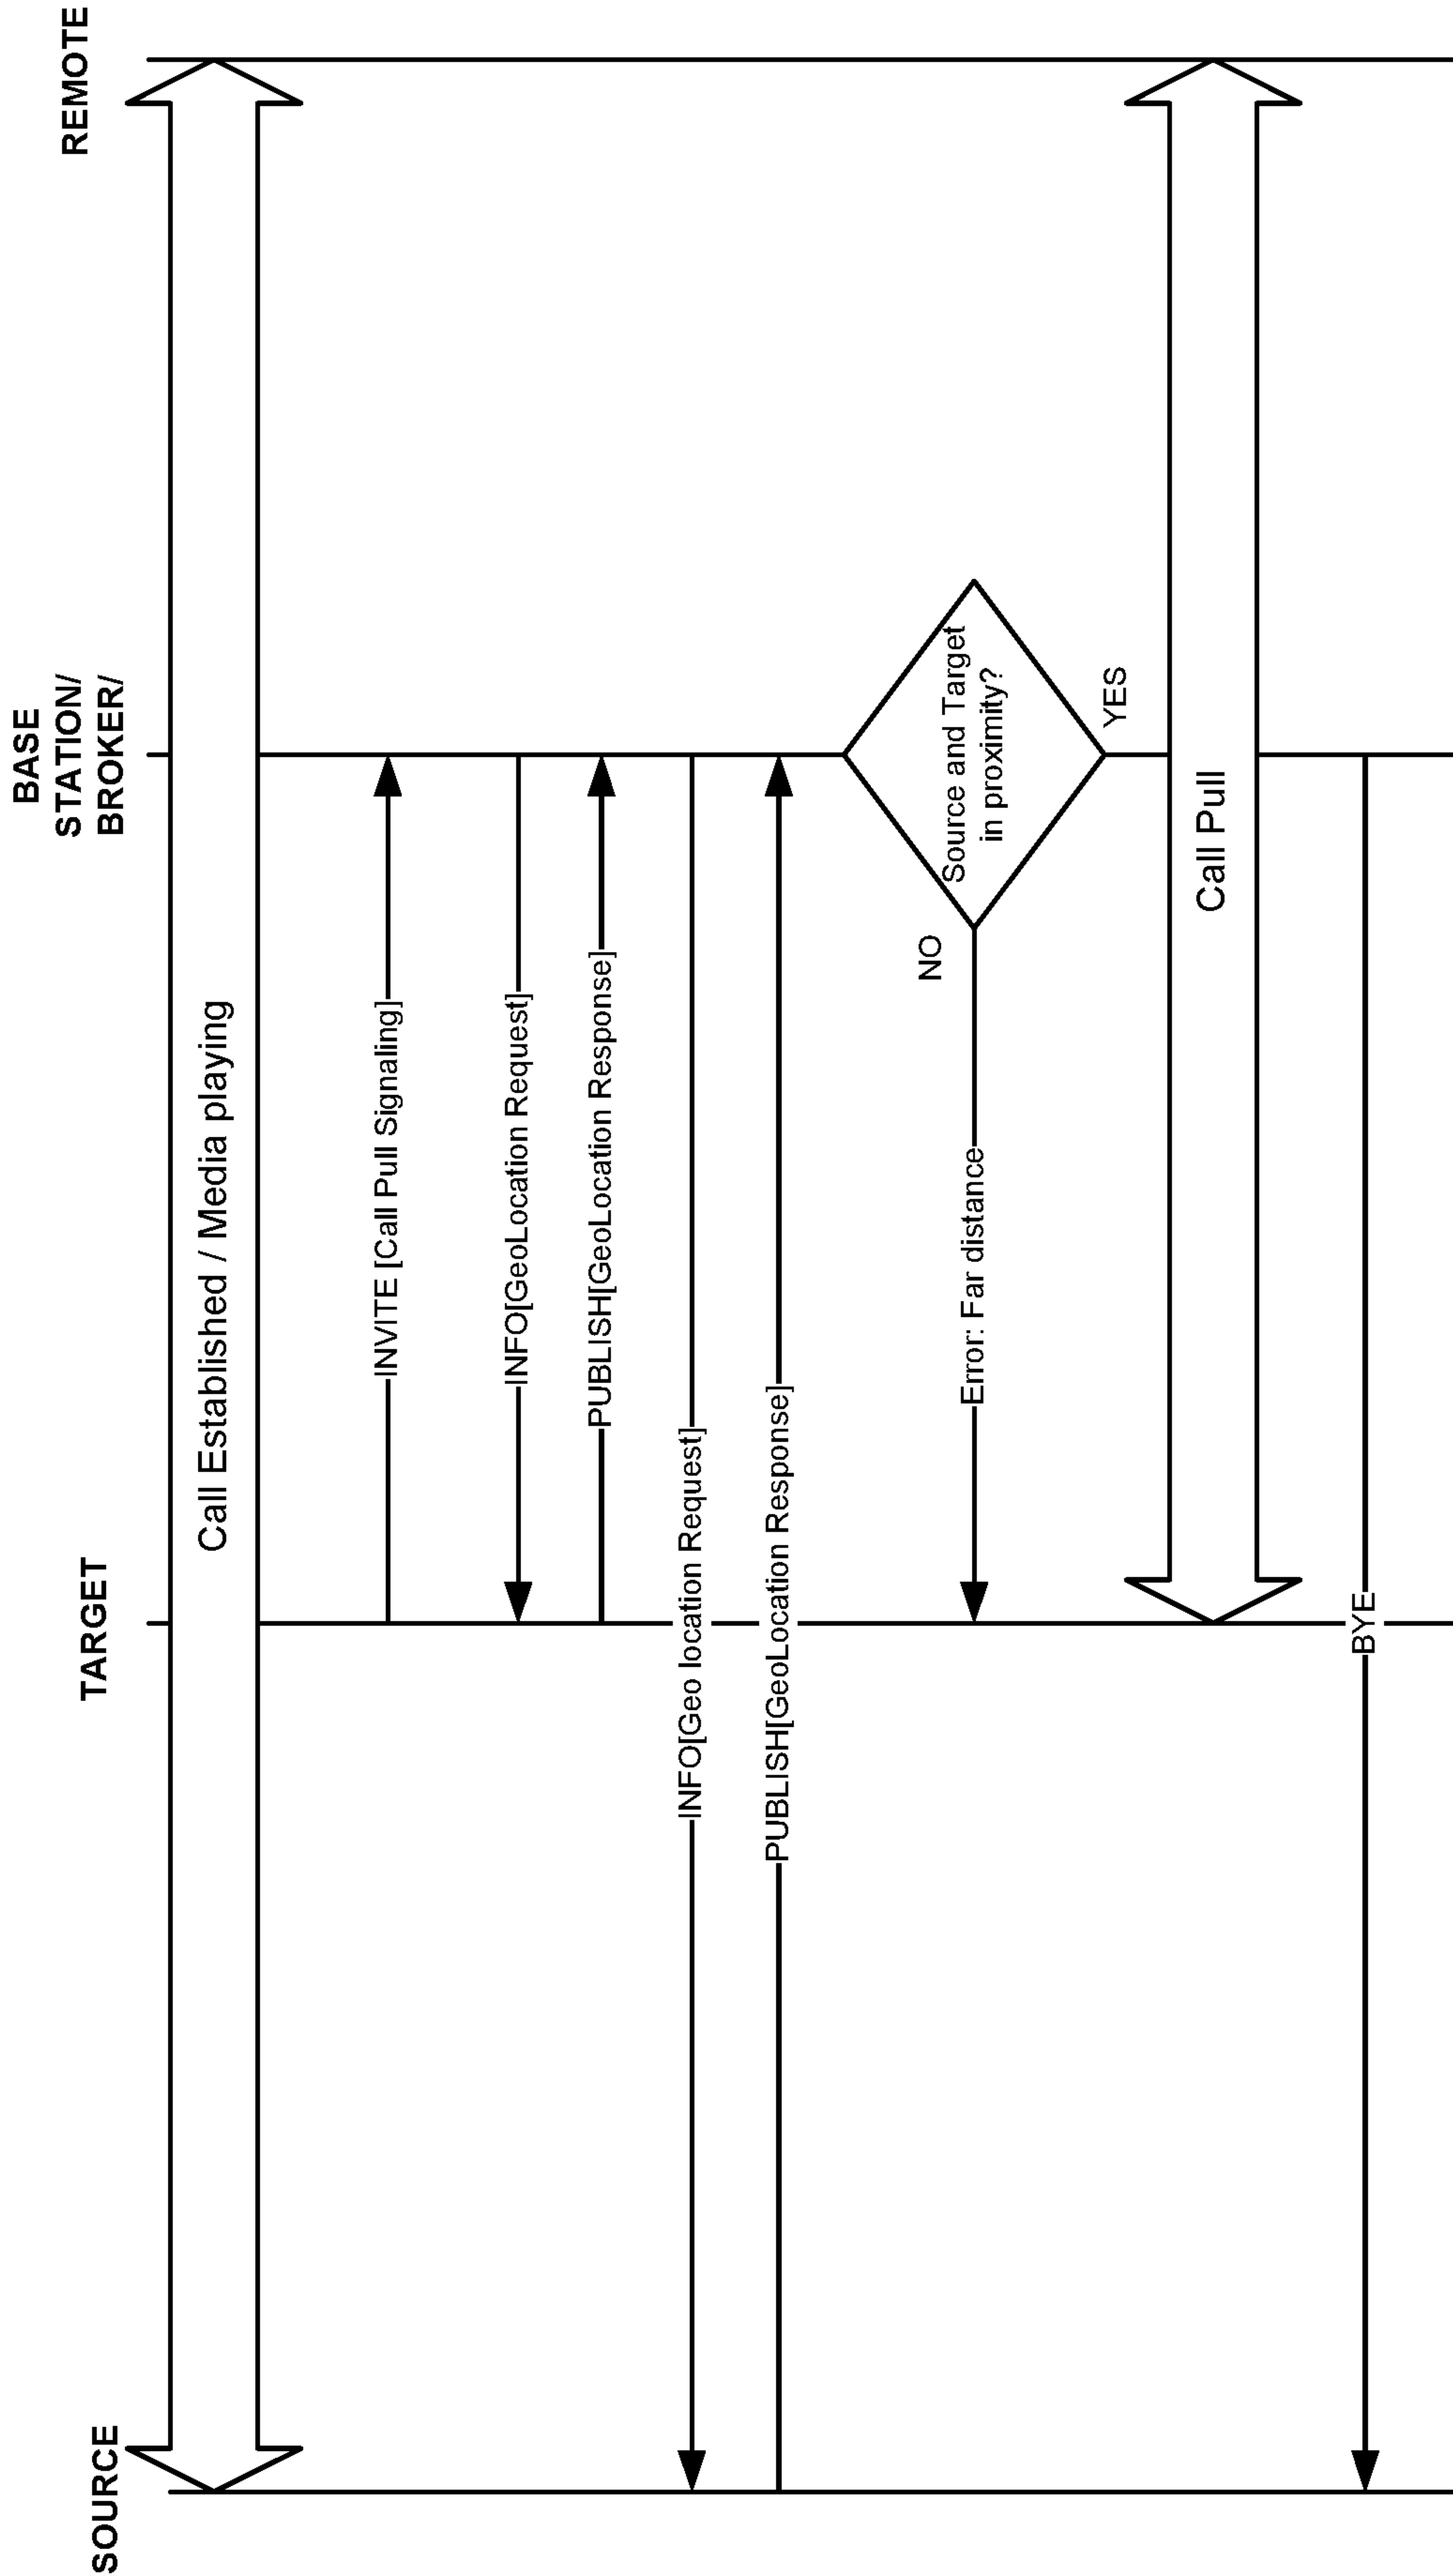 SOURCE
TARGET
BASE
STATION/
BROKER/
REMOTE
Call Established / Media playing
INVITE [Call Pull Signaling]
INFO[GeoLocation Request]
PUBLISH[GeoLocation Response]
INFO[Geo location Request]
PUBLISH[GeoLocation Response]
NO
Source and Target
in proximity?
Error: Far distance
YES
Call Pull
BYE